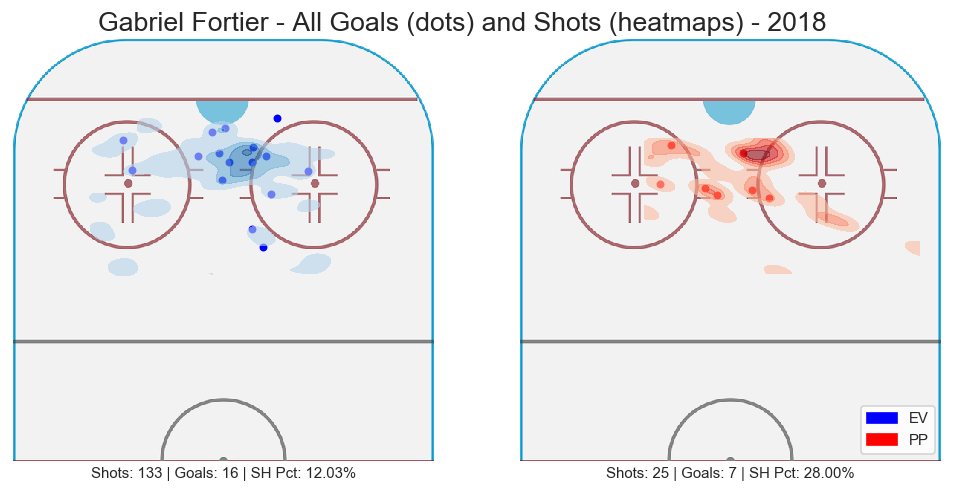 Gabriel Fortier - All Goals (dots) and Shots (heatmaps) - 2018
EV
PP
Shots: 133 | Goals: 16 | SH Pct: 12.03%
Shots: 25 | Goals: 7 | SH Pct: 28.00%